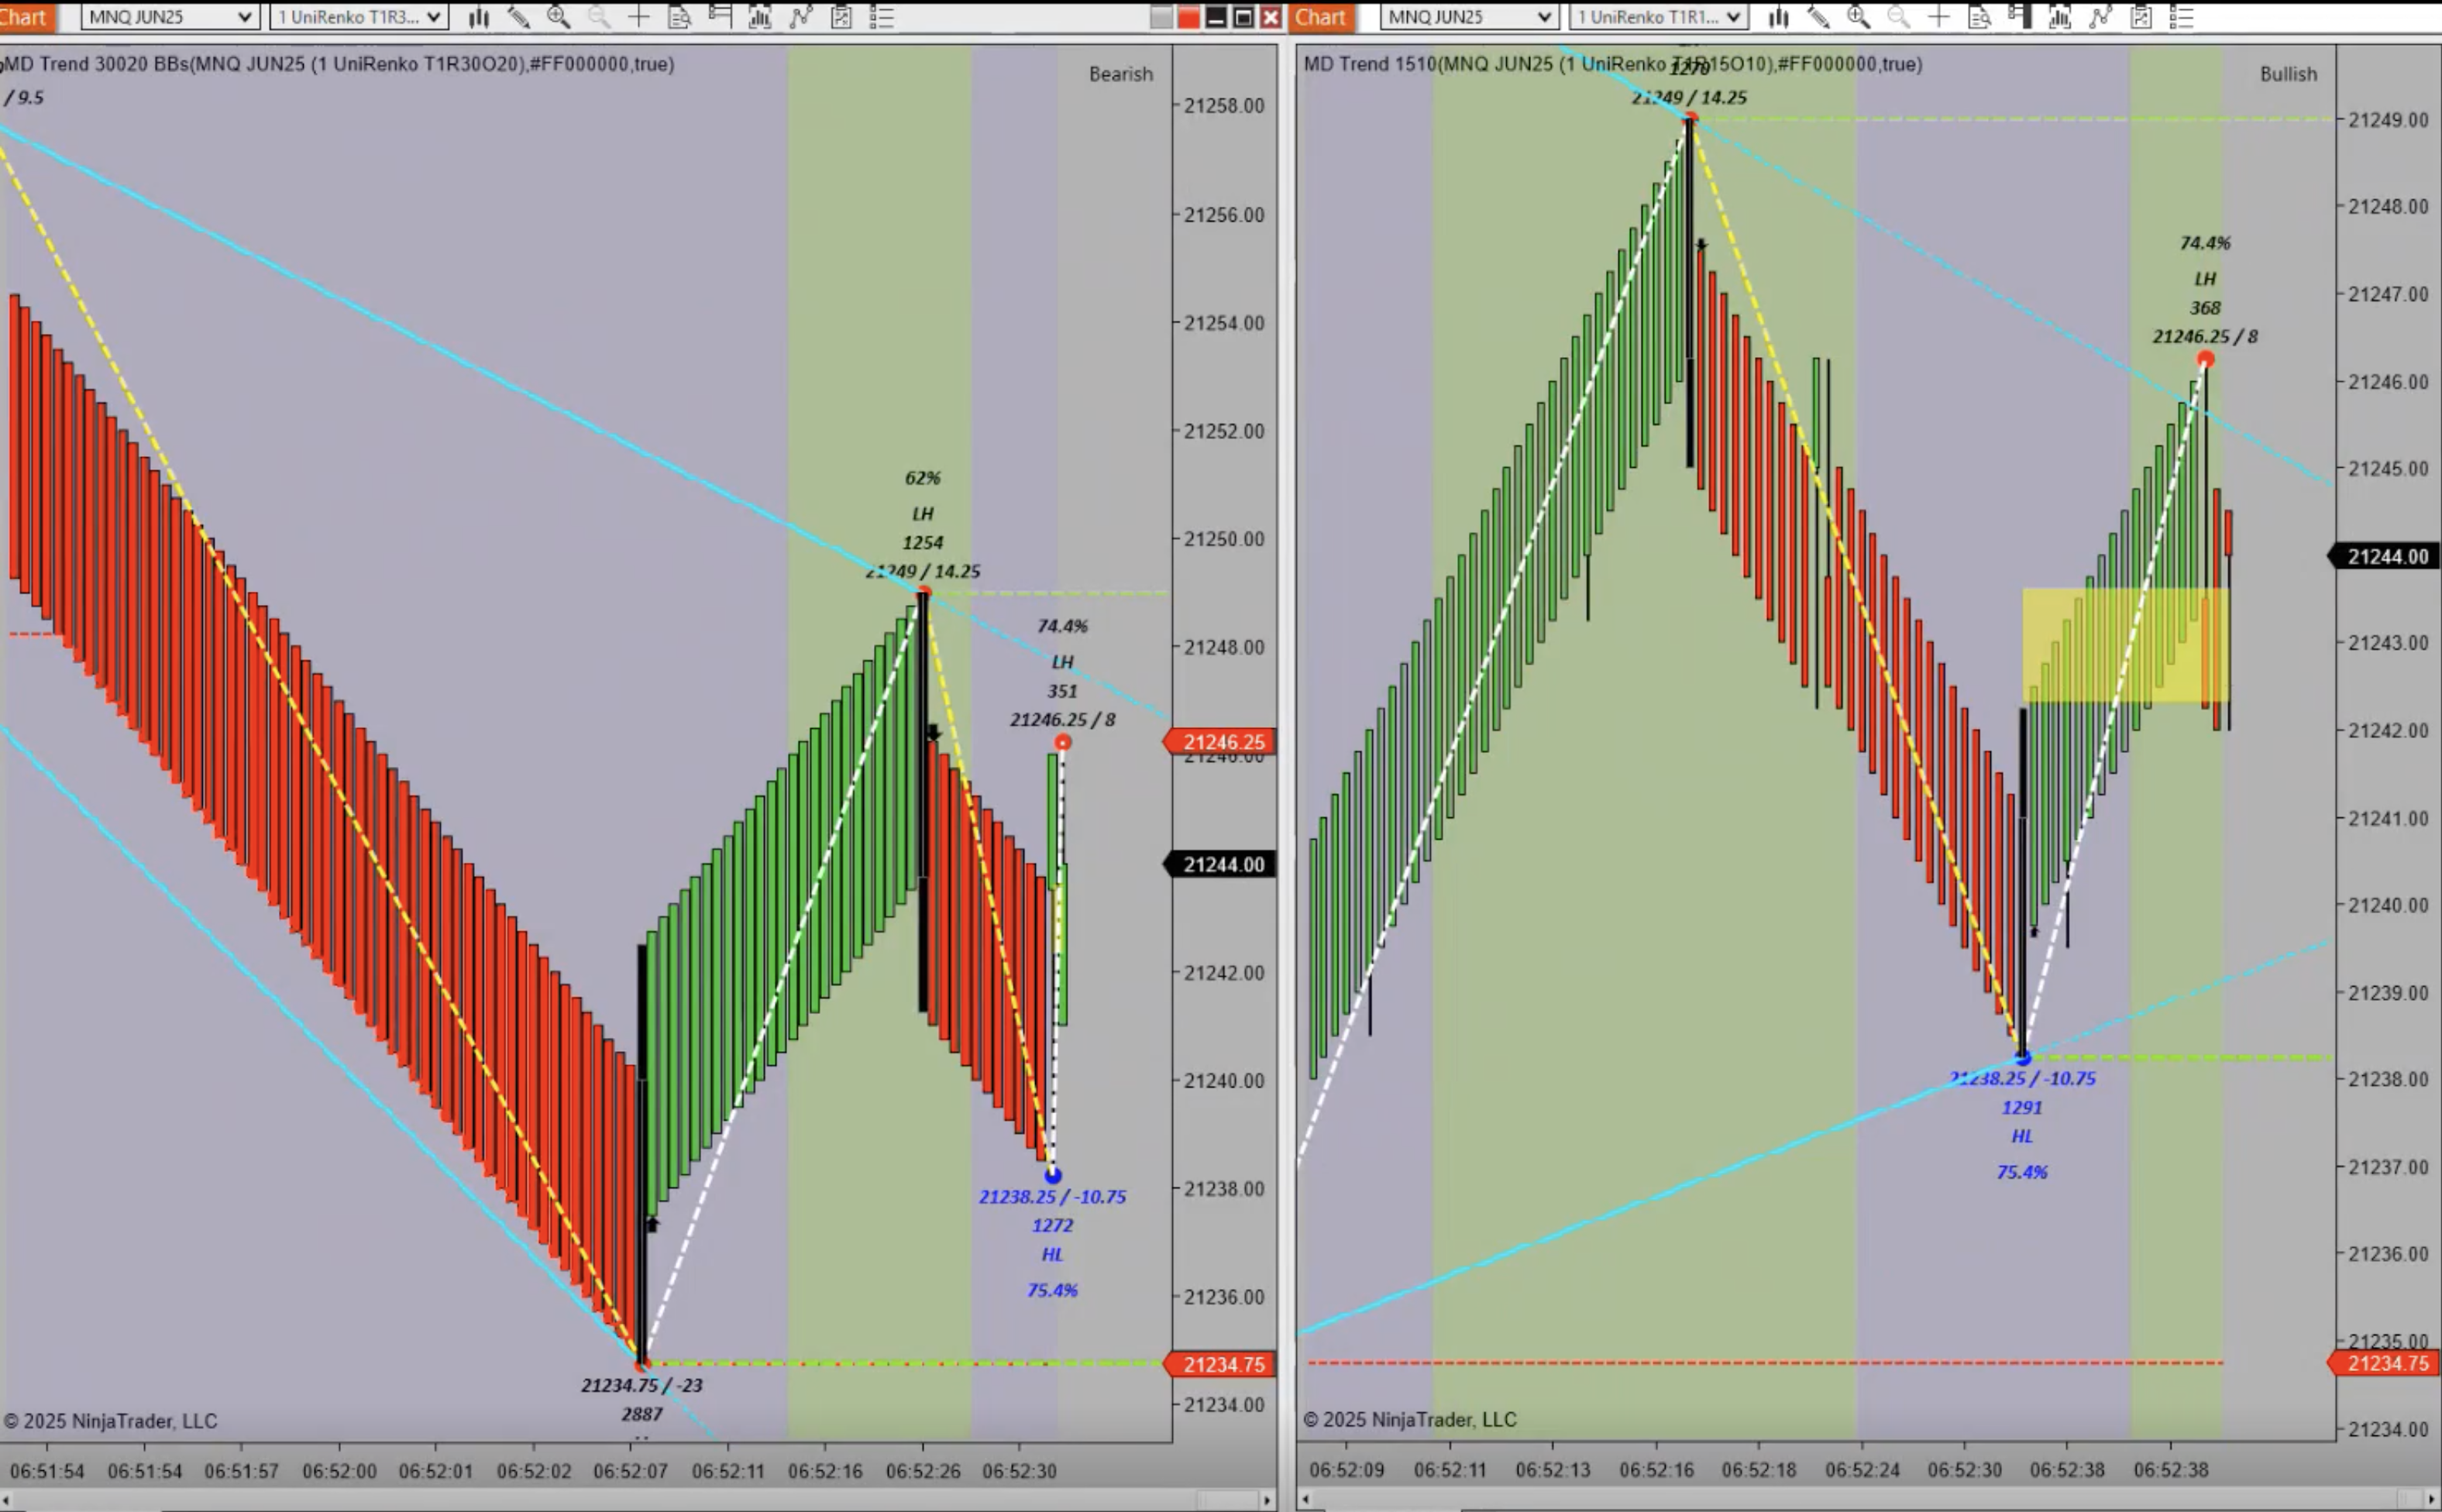 Chart
MNQ JUN25
1 UniRenko T1R3...
MD Trend 30020 BBs(MNQ JUN25 (1 UniRenko T1R30O20),#FF000000,true)
/ 9.5
Bearish
21258.00
21256.00
21254.00
21252.00
21250.00
21248.00
21246.25
21246.00
21244.00
21242.00
21240.00
21238.00
21236.00
21234.75
21234.00
62%
LH
1254
21249 / 14.25
74.4%
LH
351
21246.25 / 8
21238.25 / -10.75
1272
HL
75.4%
21234.75 / -23
2887
© 2025 NinjaTrader, LLC
06:51:54
06:51:54
06:51:57
06:52:00
06:52:01
06:52:02
06:52:07
06:52:11
06:52:16
06:52:26
06:52:30
Chart
MNQ JUN25
1 UniRenko T1R1...
MD Trend 1510(MNQ JUN25 (1 UniRenko T1R15O10),#FF000000,true)
Bullish
1270
21249 / 14.25
74.4%
LH
368
21246.25 / 8
21238.25 / -10.75
1291
HL
75.4%
21249.00
21248.00
21247.00
21246.00
21245.00
21244.00
21243.00
21242.00
21241.00
21240.00
21239.00
21238.00
21237.00
21236.00
21235.00
21234.75
21234.00
© 2025 NinjaTrader, LLC
06:52:09
06:52:11
06:52:13
06:52:16
06:52:18
06:52:24
06:52:30
06:52:38
06:52:38